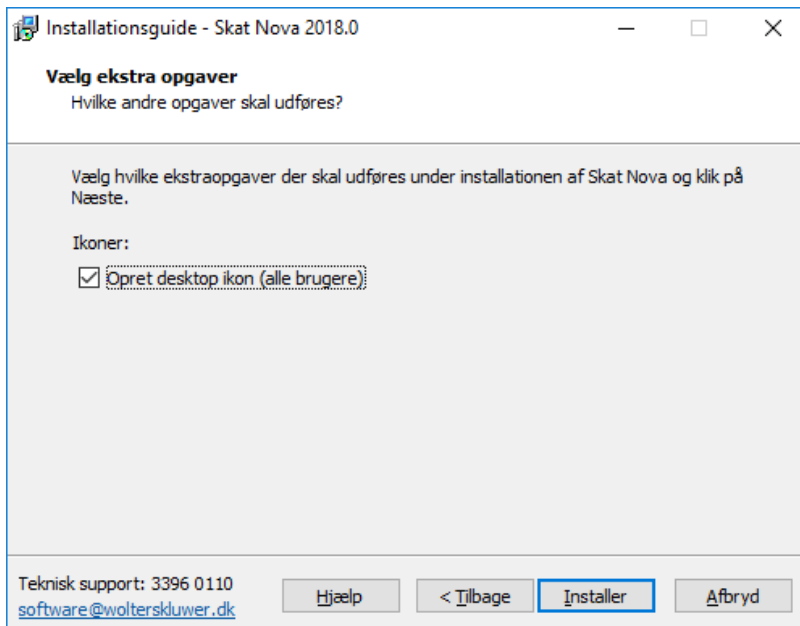 Installationsguide - Skat Nova 2018.0
Vælg ekstra opgaver
Hvilke andre opgaver skal udføres?
Vælg hvilke ekstraopgaver der skal udføres under installationen af Skat Nova og klik på
Næste.
Ikoner:
Opret desktop ikon (alle brugere)
Teknisk support: 3396 0110
software@wolterskluwer.dk
Hjælp
< Tilbage
Installer
Afbryd